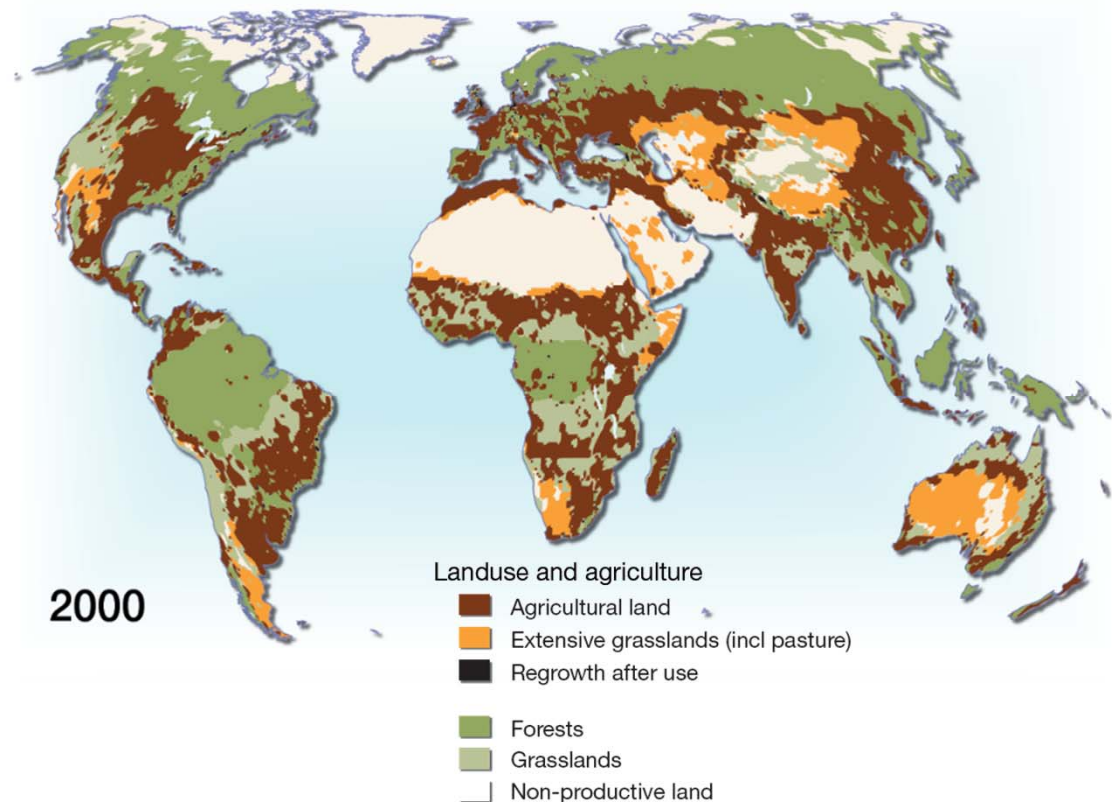 2000
Landuse and agriculture
Agricultural land
Extensive grasslands (incl pasture)
Regrowth after use
Forests
Grasslands
Non-productive land